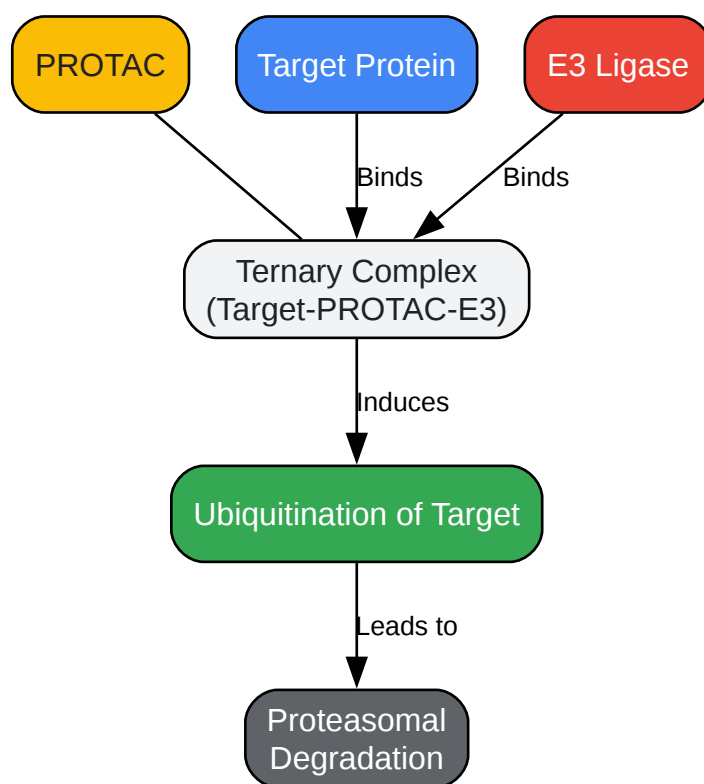 PROTAC
Target Protein
E3 Ligase
Binds
Binds
Ternary Complex
(Target-PROTAC-E3)
Induces
Ubiquitination of Target
Leads to
Proteasomal
Degradation